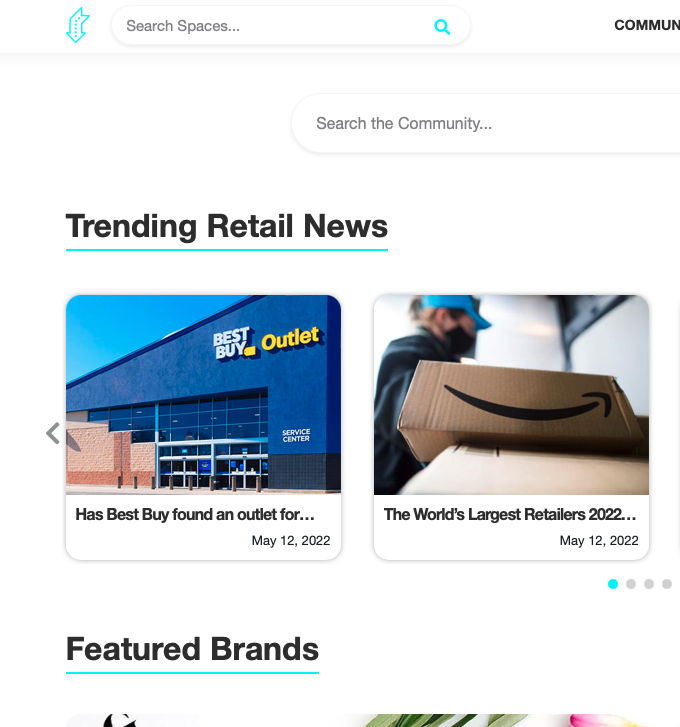 Search Spaces...
COMMUN
Search the Community...
Trending Retail News
BEST
BUY Outlet
SERVICE
CENTER
Has Best Buy found an outlet for…
May 12, 2022
The World’s Largest Retailers 2022…
May 12, 2022
Featured Brands